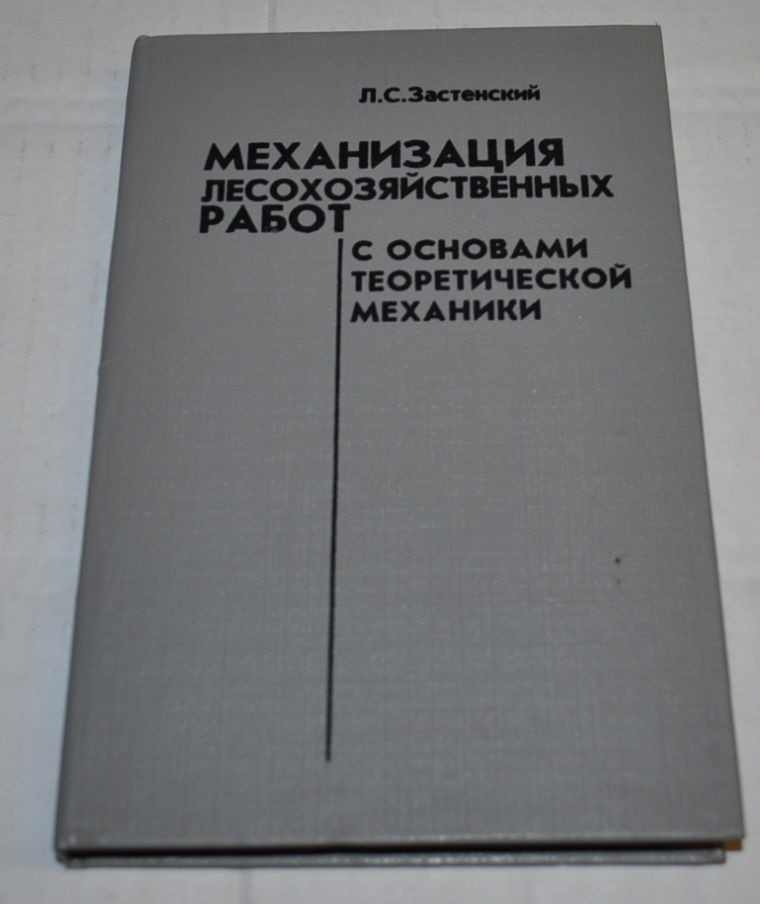 Л.С.Застенский
МЕХАНИЗАЦИЯ
ЛЕСОХОЗЯЙСТВЕННЫХ
РАБОТ
С ОСНОВАМИ
ТЕОРЕТИЧЕСКОЙ
МЕХАНИКИ